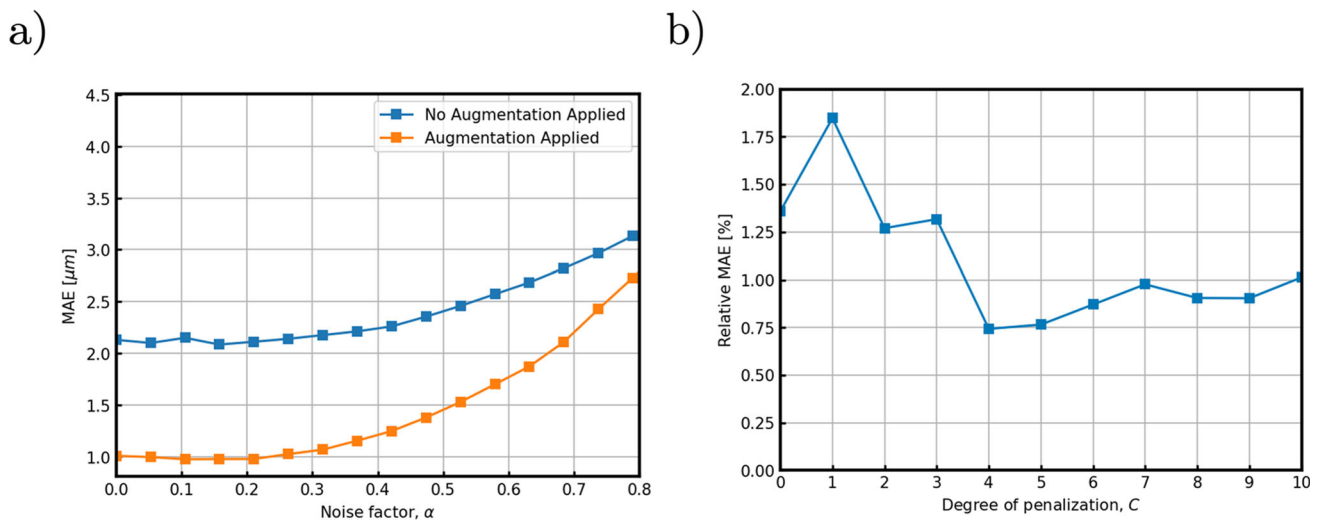 a)
4.5
4.0
3.5
3.0
2.5
2.0
1.5
1.0
MAE [μm]
No Augmentation Applied
Augmentation Applied
0.0 0.1 0.2 0.3 0.4 0.5 0.6 0.7 0.8
Noise factor, α
b)
2.00
1.75
1.50
1.25
1.00
0.75
0.50
0.25
0.00
Relative MAE [%]
0 1 2 3 4 5 6 7 8 9 10
Degree of penalization, C